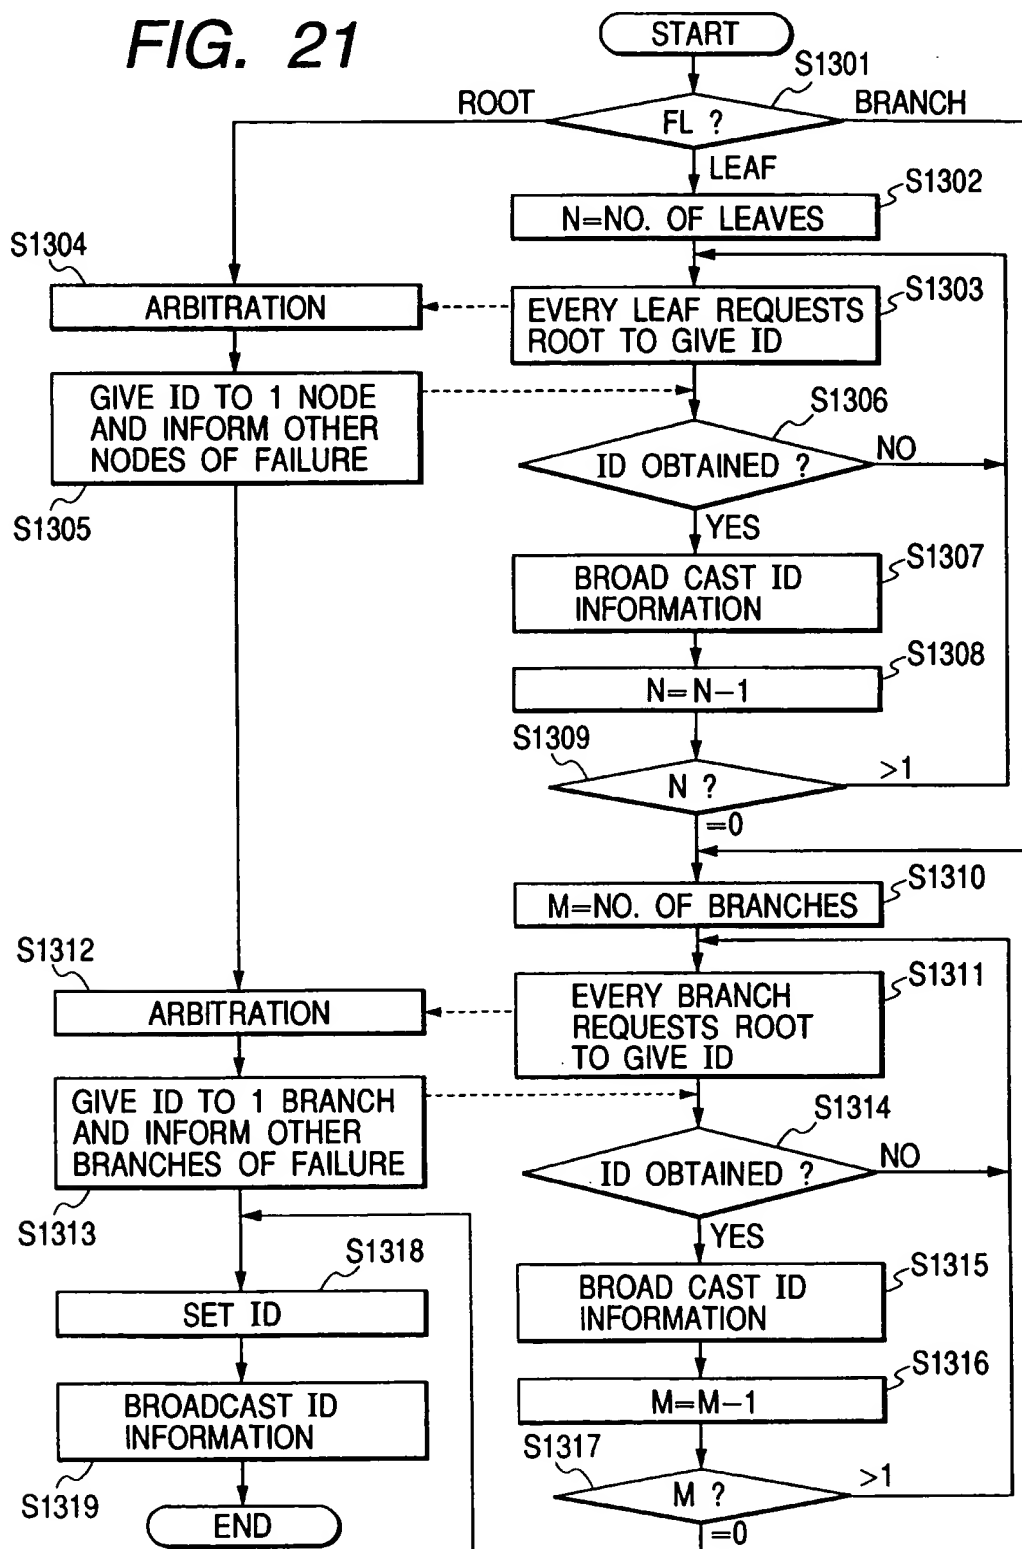 FIG. 21
START
S1301
ROOT
FL ?
BRANCH
LEAF
S1302
N=NO. OF LEAVES
S1304
ARBITRATION
S1303
EVERY LEAF REQUESTS
ROOT TO GIVE ID
GIVE ID TO 1 NODE
AND INFORM OTHER
NODES OF FAILURE
S1305
S1306
ID OBTAINED ?
NO
YES
S1307
BROAD CAST ID
INFORMATION
S1308
N=N-1
S1309
N ?
>1
=0
S1310
M=NO. OF BRANCHES
S1312
ARBITRATION
S1311
EVERY BRANCH
REQUESTS ROOT
TO GIVE ID
GIVE ID TO 1 BRANCH
AND INFORM OTHER
BRANCHES OF FAILURE
S1313
S1314
ID OBTAINED ?
NO
YES
S1318
SET ID
S1315
BROAD CAST ID
INFORMATION
S1316
M=M-1
BROADCAST ID
INFORMATION
S1319
S1317
M ?
>1
=0
END